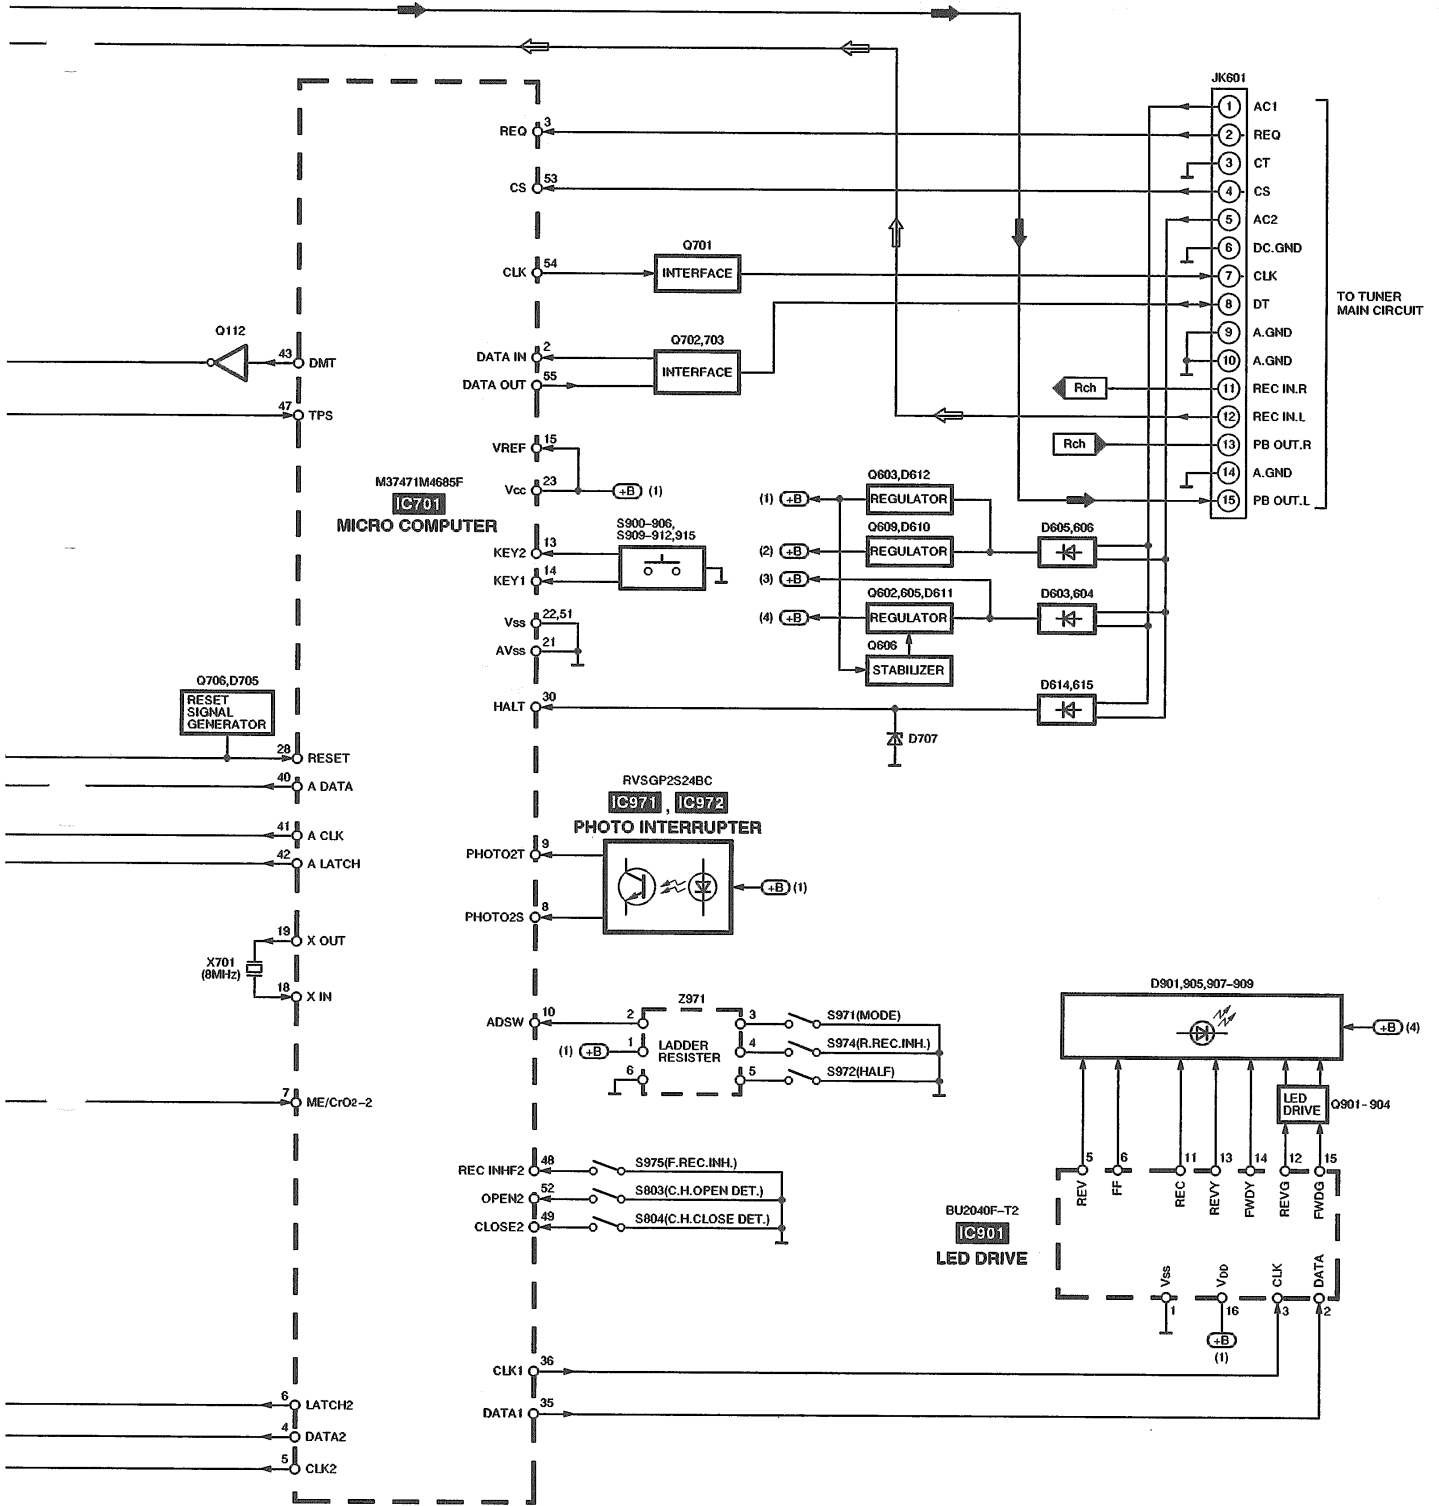 JK601
1 AC1
2 REQ
3 CT
4 CS
5 AC2
6 DC.GND
7 CLK
8 DT
9 A.GND
10 A.GND
11 REC IN.R
12 REC IN.L
13 PB OUT.R
14 A.GND
15 PB OUT.L
TO TUNER
MAIN CIRCUIT
Rch
Rch
REQ 3
CS 53
CLK 54
Q701
INTERFACE
DATA IN 2
DATA OUT 55
Q702,703
INTERFACE
Q112
43 DMT
47 TPS
VREF 15
Vcc 23
+B (1)
M37471M4685F
IC701
MICRO COMPUTER
KEY2 13
KEY1 14
S900-906,
S909-912,915
Vss 22,51
AVss 21
HALT 30
Q603,D612
REGULATOR
(1) +B
Q609,D610
REGULATOR
(2) +B
(3) +B
Q602,605,D611
REGULATOR
(4) +B
Q606
STABILIZER
D605,606
D603,604
D614,615
D707
Q706,D705
RESET
SIGNAL
GENERATOR
28 RESET
40 A DATA
41 A CLK
42 A LATCH
RVSGP2S24BC
IC971 , IC972
PHOTO INTERRUPTER
PHOTO2T 9
PHOTO2S 8
+B (1)
19 X OUT
X701
(8MHz)
18 X IN
ADSW 10
Z971
LADDER
RESISTER
2
(1) +B 1
6
3 S971(MODE)
4 S974(R.REC.INH.)
5 S972(HALF)
7 ME/CrO2-2
REC INHF2 48 S975(F.REC.INH.)
OPEN2 52 S803(C.H.OPEN DET.)
CLOSE2 49 S804(C.H.CLOSE DET.)
D901,905,907-909
+B (4)
LED
DRIVE
Q901-904
5 6 11 13 14 12 15
REV FF REC REVY FWDY REVG FWDG
BU2040F-T2
IC901
LED DRIVE
Vss VDD CLK DATA
1 16 3 2
+B
(1)
CLK1 36
DATA1 35
6 LATCH2
4 DATA2
5 CLK2